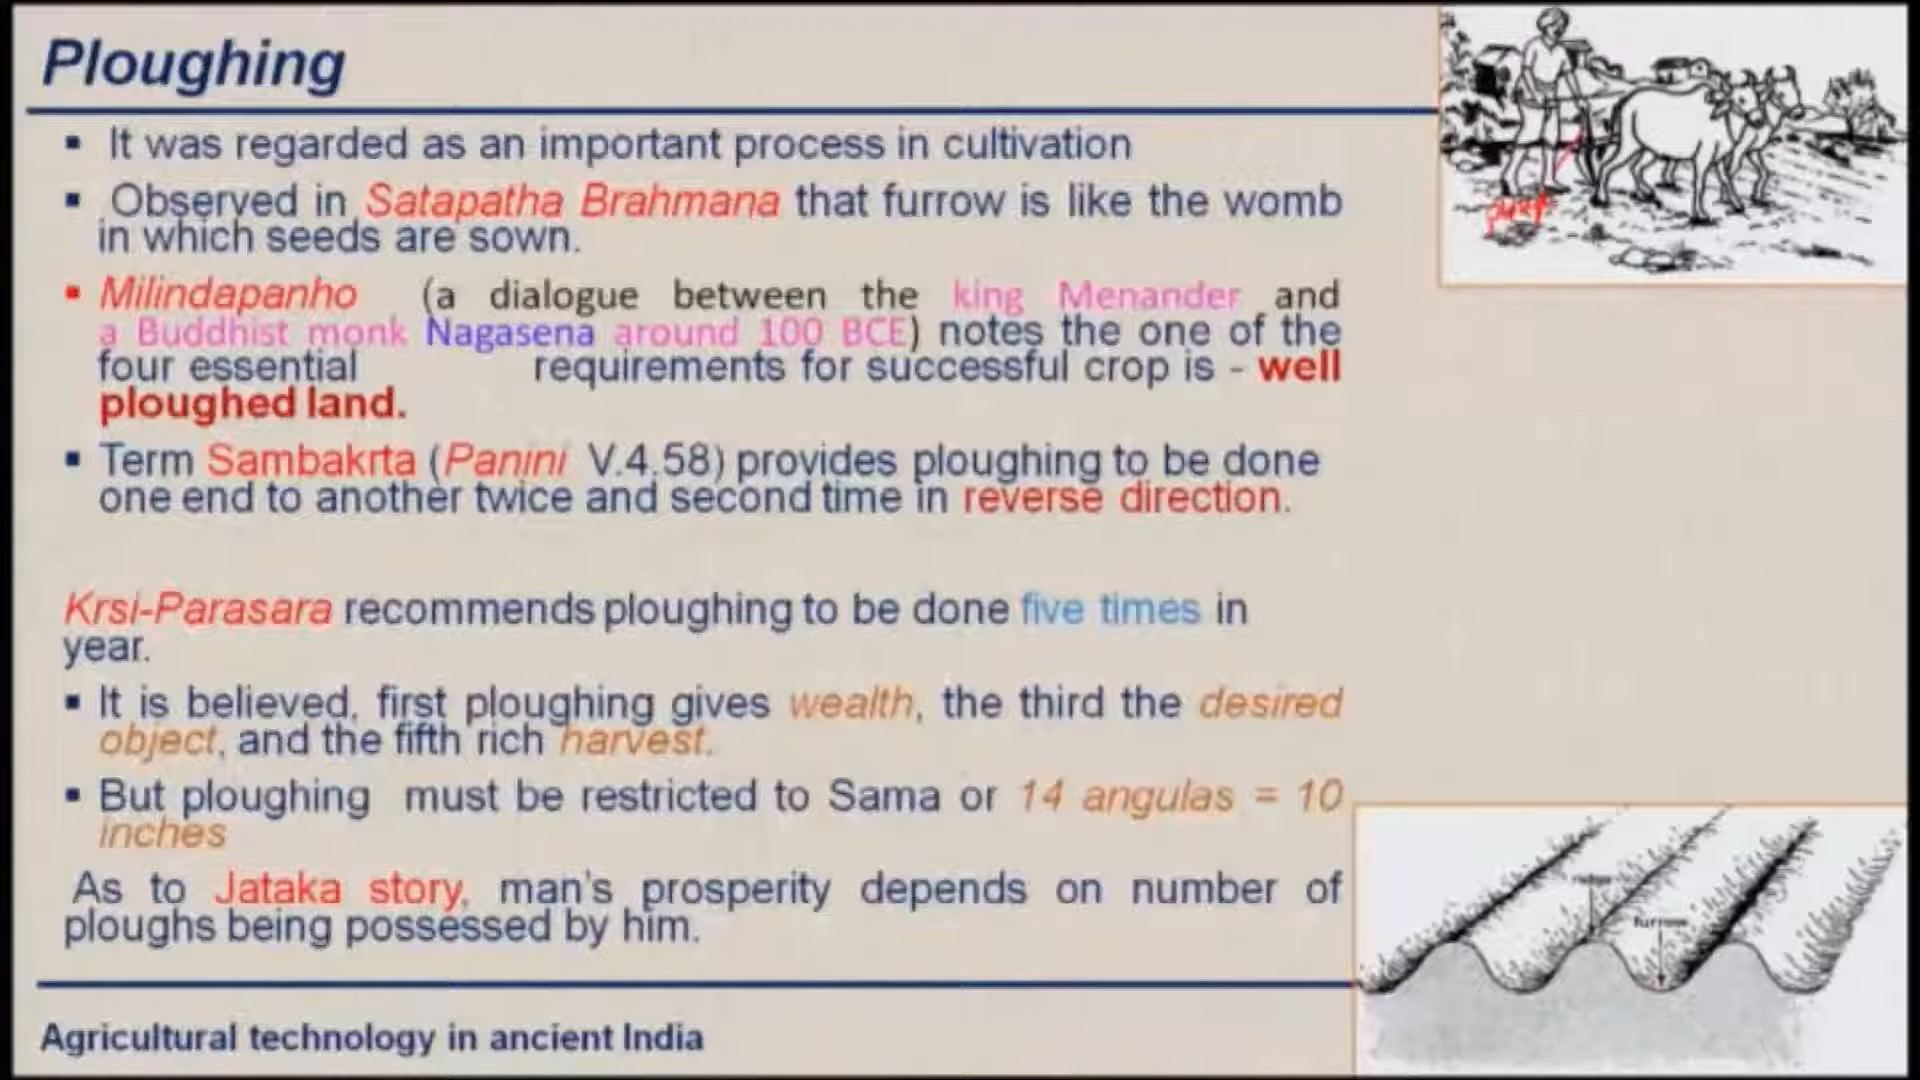 Ploughing
▪ It was regarded as an important process in cultivation
▪ Observed in Satapatha Brahmana that furrow is like the womb
in which seeds are sown.
▪ Milindapanho (a dialogue between the king Menander and
a Buddhist monk Nagasena around 100 BCE) notes the one of the
four essential requirements for successful crop is - well
ploughed land.
▪ Term Sambakrta (Panini V.4.58) provides ploughing to be done
one end to another twice and second time in reverse direction.
Krsi-Parasara recommends ploughing to be done five times in
year.
▪ It is believed, first ploughing gives wealth, the third the desired
object, and the fifth rich harvest.
▪ But ploughing must be restricted to Sama or 14 angulas = 10
inches
As to Jataka story, man's prosperity depends on number of
ploughs being possessed by him.
ridge
furrow
Agricultural technology in ancient India